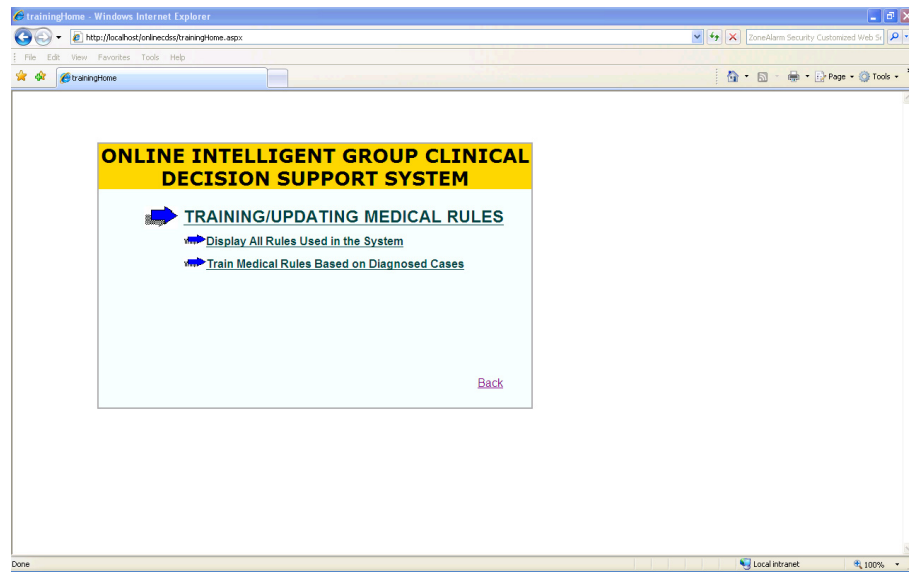 trainingHome - Windows Internet Explorer
http://localhost/onlinecdss/trainingHome.aspx
ZoneAlarm Security Customized Web Se
File Edit View Favorites Tools Help
trainingHome
Page Tools
ONLINE INTELLIGENT GROUP CLINICAL
DECISION SUPPORT SYSTEM
TRAINING/UPDATING MEDICAL RULES
Display All Rules Used in the System
Train Medical Rules Based on Diagnosed Cases
Back
Done Local intranet 100%